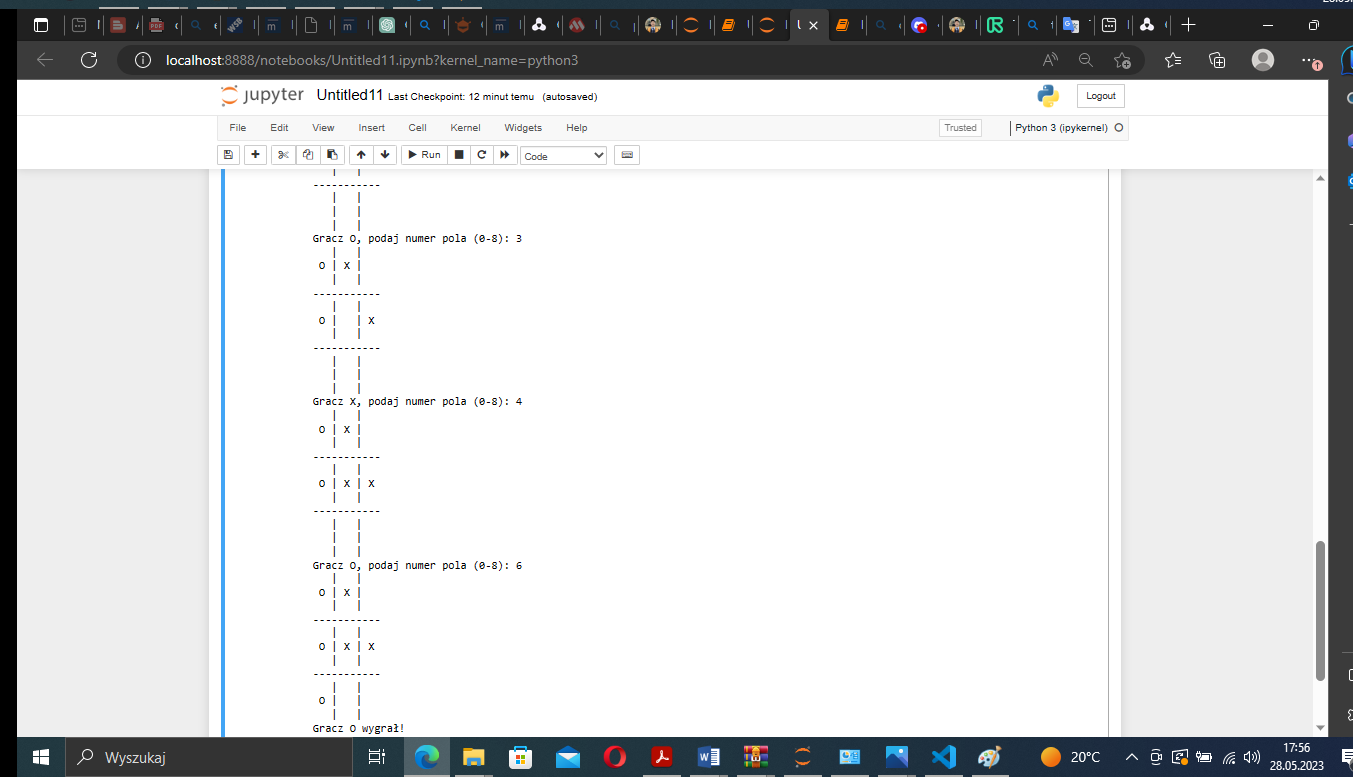 localhost:8888/notebooks/Untitled11.ipynb?kernel_name=python3
jupyter Untitled11 Last Checkpoint: 12 minut temu (autosaved)
Logout
File Edit View Insert Cell Kernel Widgets Help
Trusted Python 3 (ipykernel) O
Run Code
| |
-----------
| |
| |
| |
Gracz O, podaj numer pola (0-8): 3
| |
O | X |
| |
-----------
| |
O | | X
| |
-----------
| |
| |
| |
Gracz X, podaj numer pola (0-8): 4
| |
O | X |
| |
-----------
| |
O | X | X
| |
-----------
| |
| |
| |
Gracz O, podaj numer pola (0-8): 6
| |
O | X |
| |
-----------
| |
O | X | X
| |
-----------
| |
O | |
| |
Gracz O wygrał!
Wyszukaj
20°C
17:56
28.05.2023